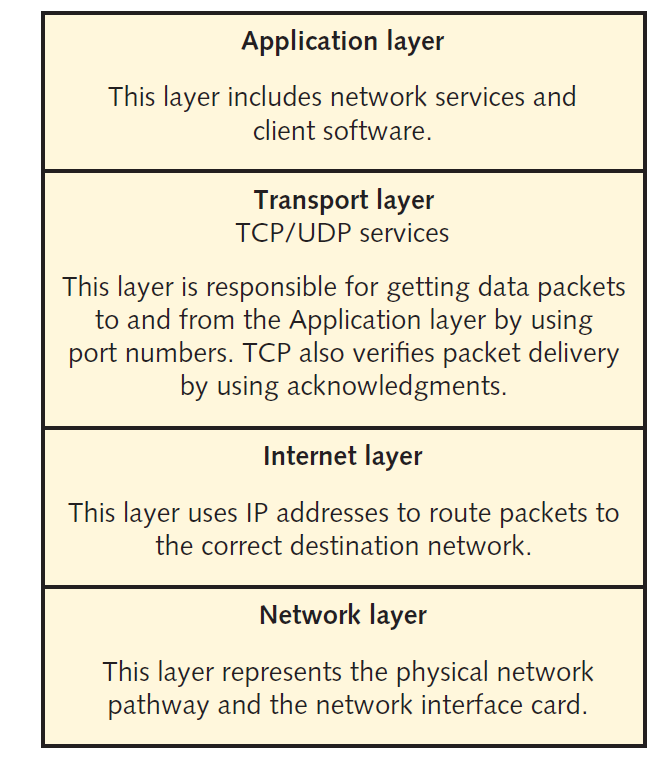 Application layer
This layer includes network services and
client software.
Transport layer
TCP/UDP services
This layer is responsible for getting data packets
to and from the Application layer by using
port numbers. TCP also verifies packet delivery
by using acknowledgments.
Internet layer
This layer uses IP addresses to route packets to
the correct destination network.
Network layer
This layer represents the physical network
pathway and the network interface card.